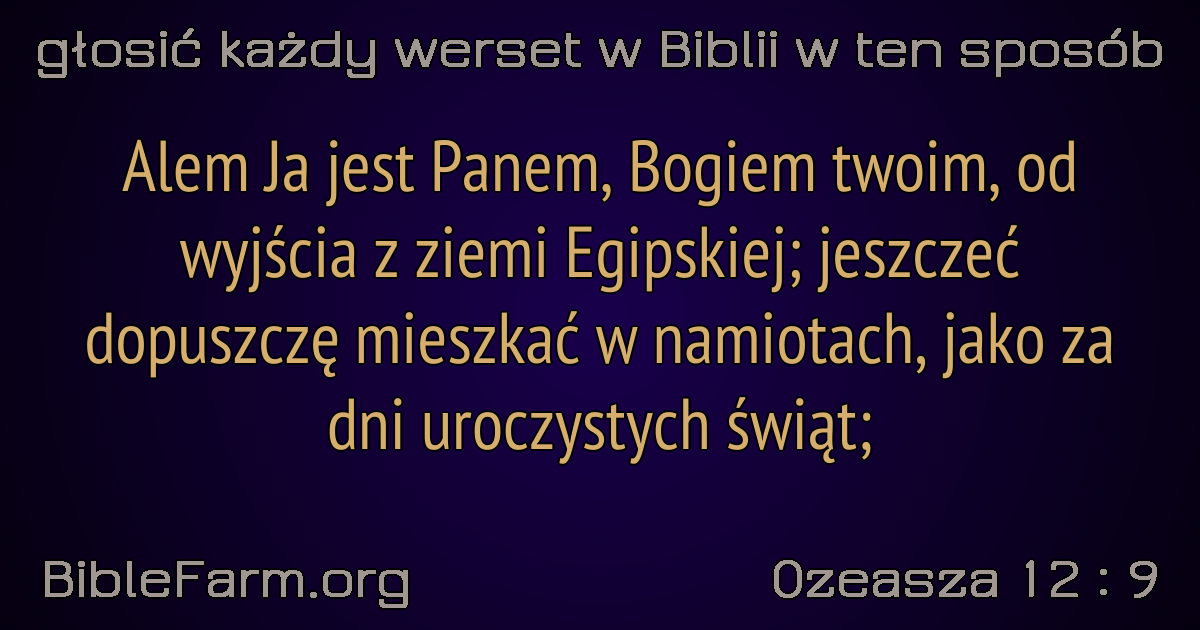 głosić każdy werset w Biblii w ten sposób
Alem Ja jest Panem, Bogiem twoim, od
wyjścia z ziemi Egipskiej; jeszczeć
dopuszczę mieszkać w namiotach, jako za
dni uroczystych świąt;
BibleFarm.org
Ozeasza 12 : 9